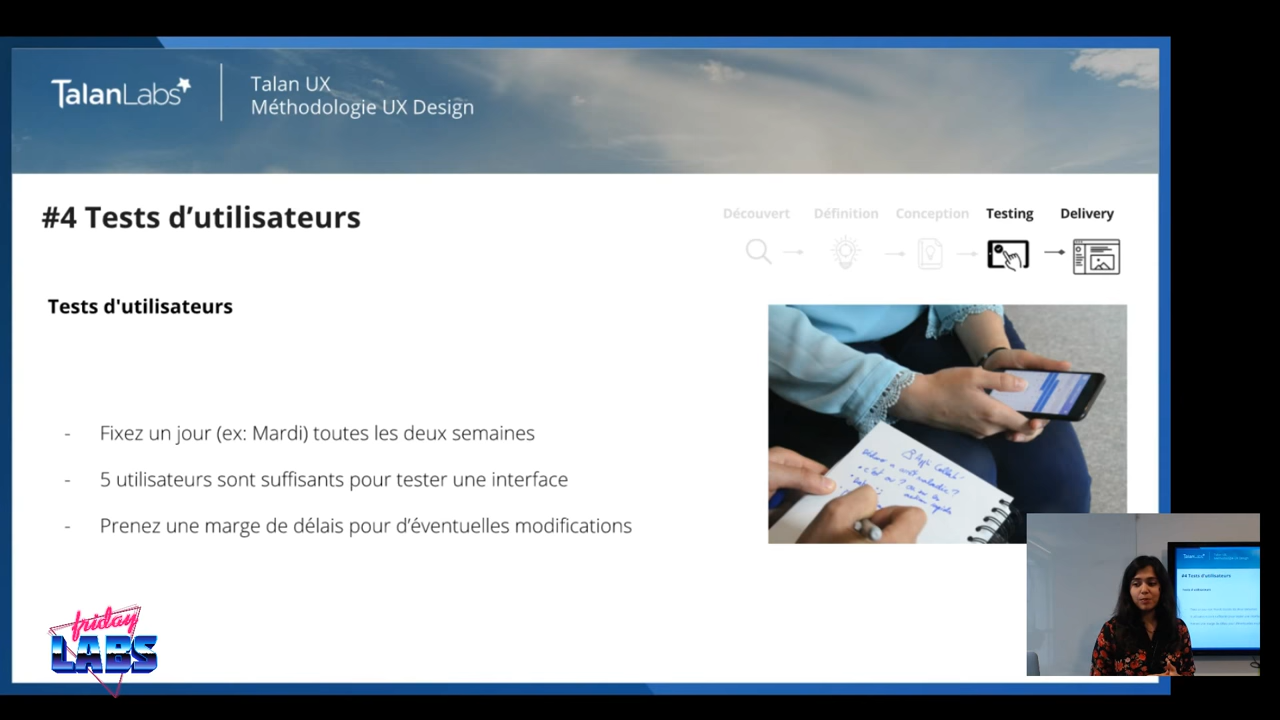 TalanLabs
Talan UX
Méthodologie UX Design
#4 Tests d’utilisateurs
Découvert Définition Conception Testing Delivery
Tests d'utilisateurs
- Fixez un jour (ex: Mardi) toutes les deux semaines
- 5 utilisateurs sont suffisants pour tester une interface
- Prenez une marge de délais pour d’éventuelles modifications
friday
LABS
TalanLabs
#4 Tests d’utilisateurs